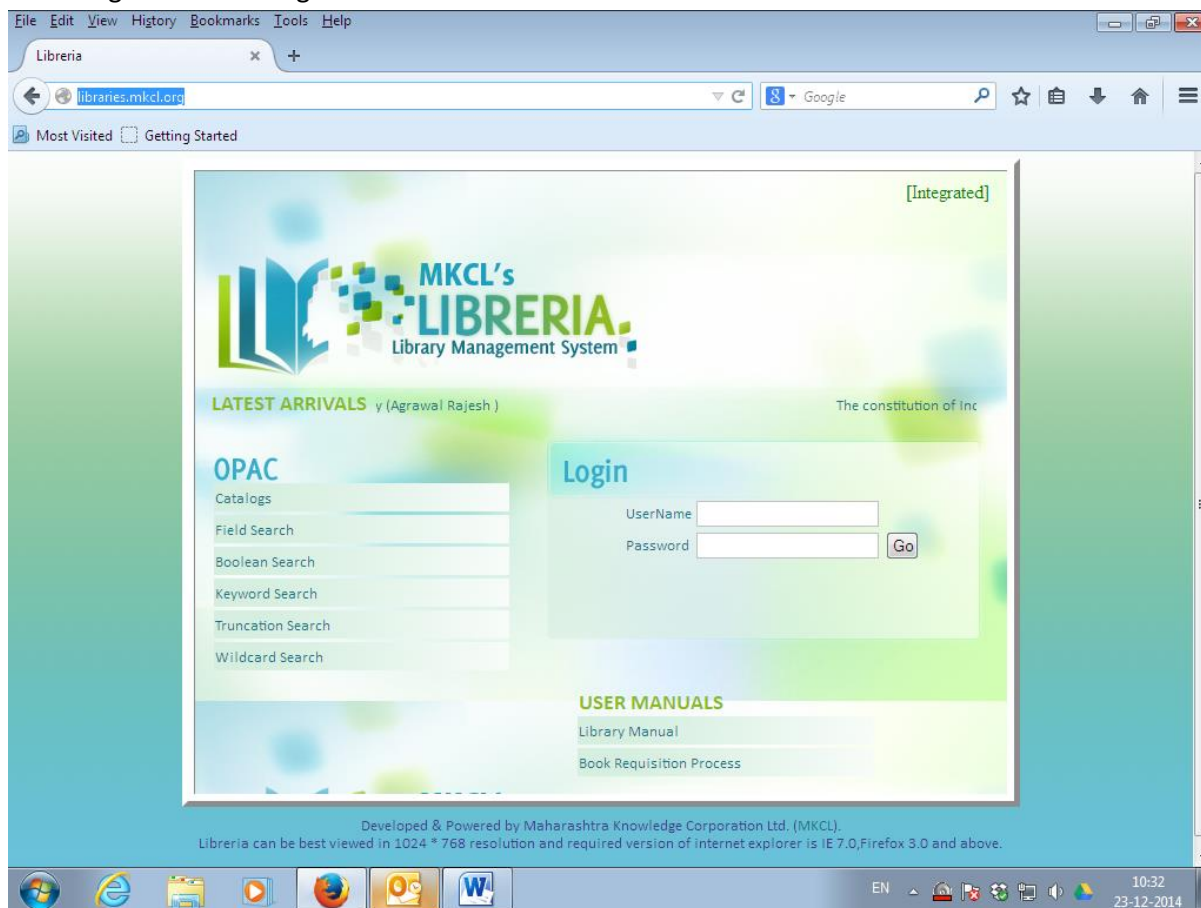 File Edit View History Bookmarks Tools Help
Libreria
libraries.mkcl.org
Google
Most Visited Getting Started
[Integrated]
MKCL's
LIBRERIA
Library Management System
LATEST ARRIVALS y (Agrawal Rajesh ) The constitution of Inc
OPAC
Catalogs
Field Search
Boolean Search
Keyword Search
Truncation Search
Wildcard Search
Login
UserName
Password Go
USER MANUALS
Library Manual
Book Requisition Process
Developed & Powered by Maharashtra Knowledge Corporation Ltd. (MKCL).
Libreria can be best viewed in 1024 * 768 resolution and required version of internet explorer is IE 7.0,Firefox 3.0 and above.
EN 10:32
23-12-2014